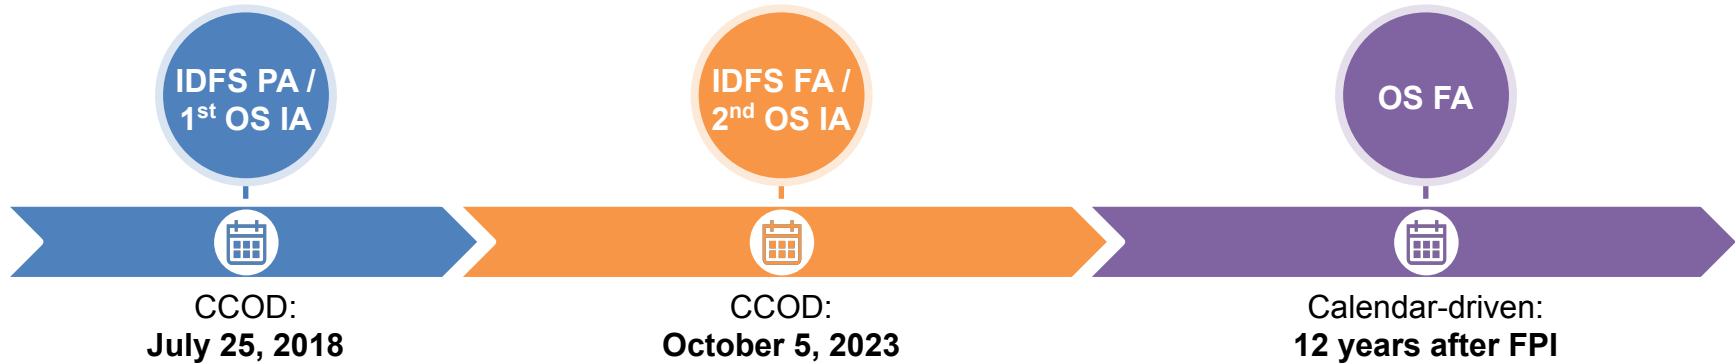 IDFS PA /
1st OS IA
IDFS FA /
2nd OS IA
OS FA
CCOD:
July 25, 2018
CCOD:
October 5, 2023
Calendar-driven:
12 years after FPI